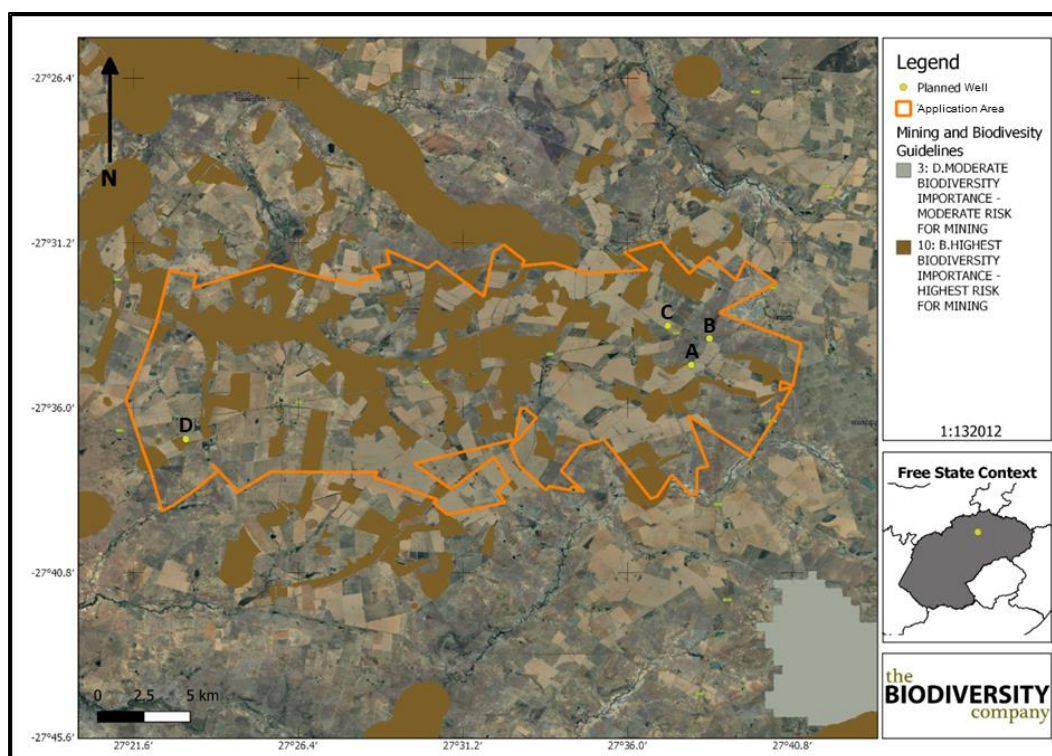 -27°26.4'
-27°31.2'
-27°36.0'
-27°40.8'
-27°45.6'
N
C
B
A
D
0 2.5 5 km
27°21.6' 27°26.4' 27°31.2' 27°36.0' 27°40.8'
Legend
Planned Well
'Application Area
Mining and Biodivesity
Guidelines
3: D.MODERATE
BIODIVERSITY
IMPORTANCE -
MODERATE RISK
FOR MINING
10: B.HIGHEST
BIODIVERSITY
IMPORTANCE -
HIGHEST RISK
FOR MINING
1:132012
Free State Context
the
BIODIVERSITY
company